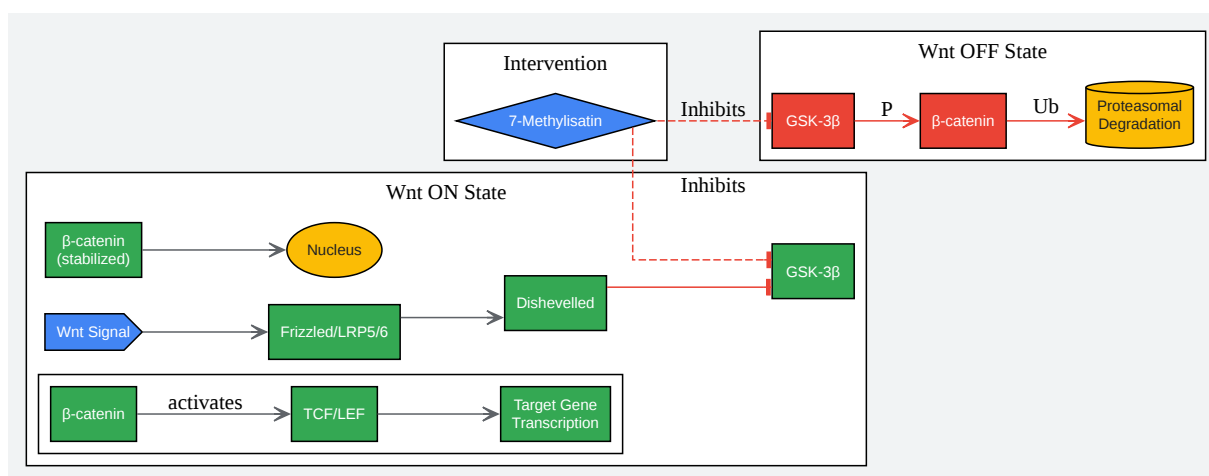 Intervention
7-Methylisatin
Inhibits
Wnt OFF State
GSK-3β
P
β-catenin
Ub
Proteasomal
Degradation
Inhibits
Wnt ON State
β-catenin
(stabilized)
Nucleus
GSK-3β
Wnt Signal
Frizzled/LRP5/6
Dishevelled
β-catenin
activates
TCF/LEF
Target Gene
Transcription